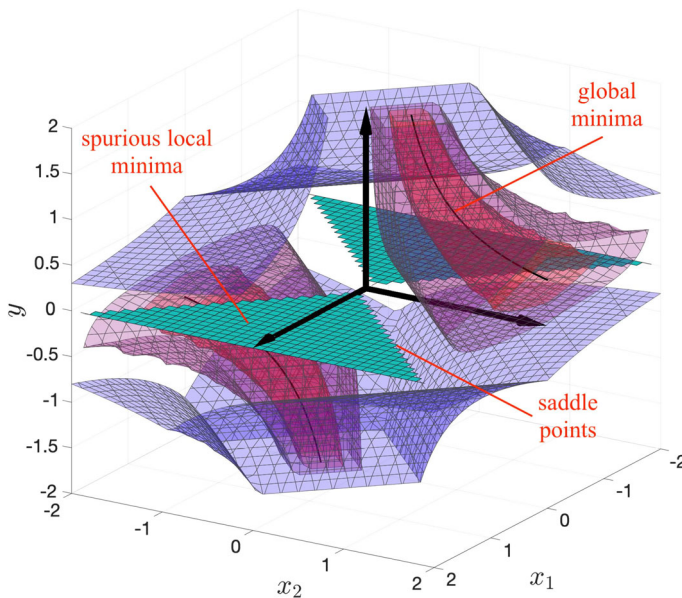 global
minima
spurious local
minima
2
1.5
1
0.5
0
-0.5
-1
-1.5
-2
y
saddle
points
-2
-1
0
1
2
x₂
2
1
0
-1
-2
x₁